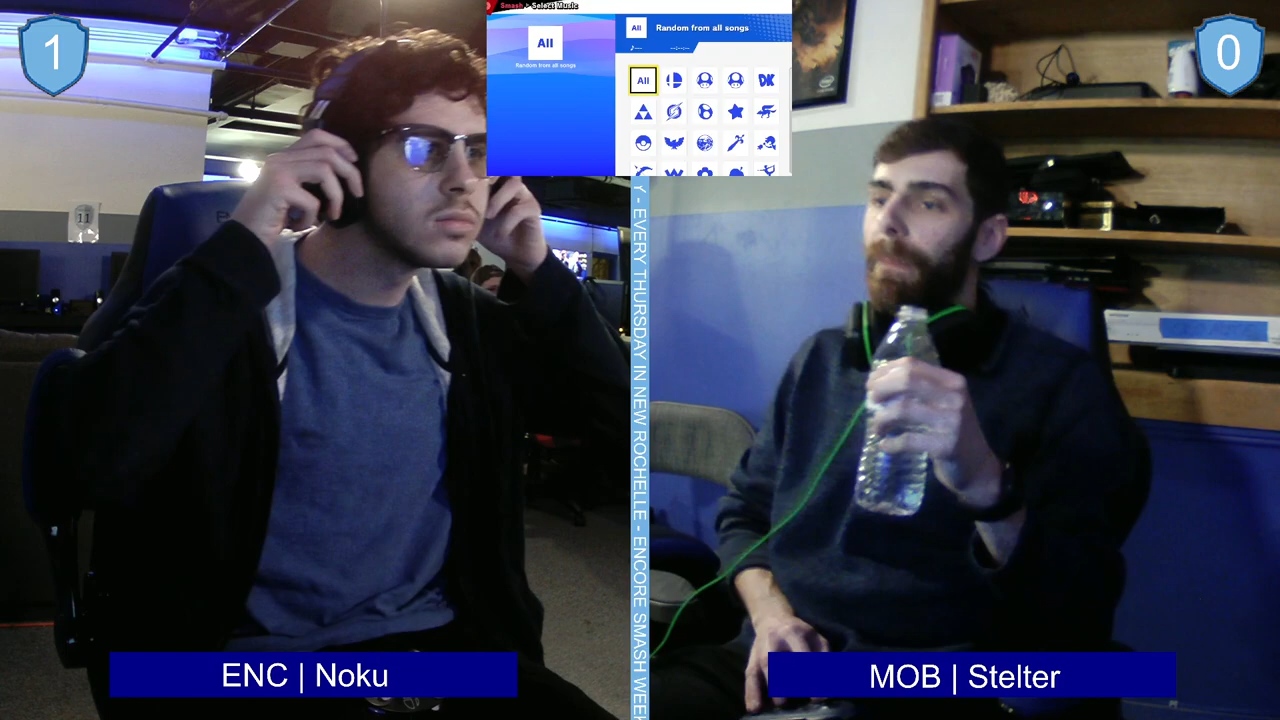 1
Smash > Select Music
All
Random from all songs
All
Random from all songs
All
DK
0
11
Y - EVERY THURSDAY IN NEW ROCHELLE - ENCORE SMASH WEEK
ENC | Noku
MOB | Stelter